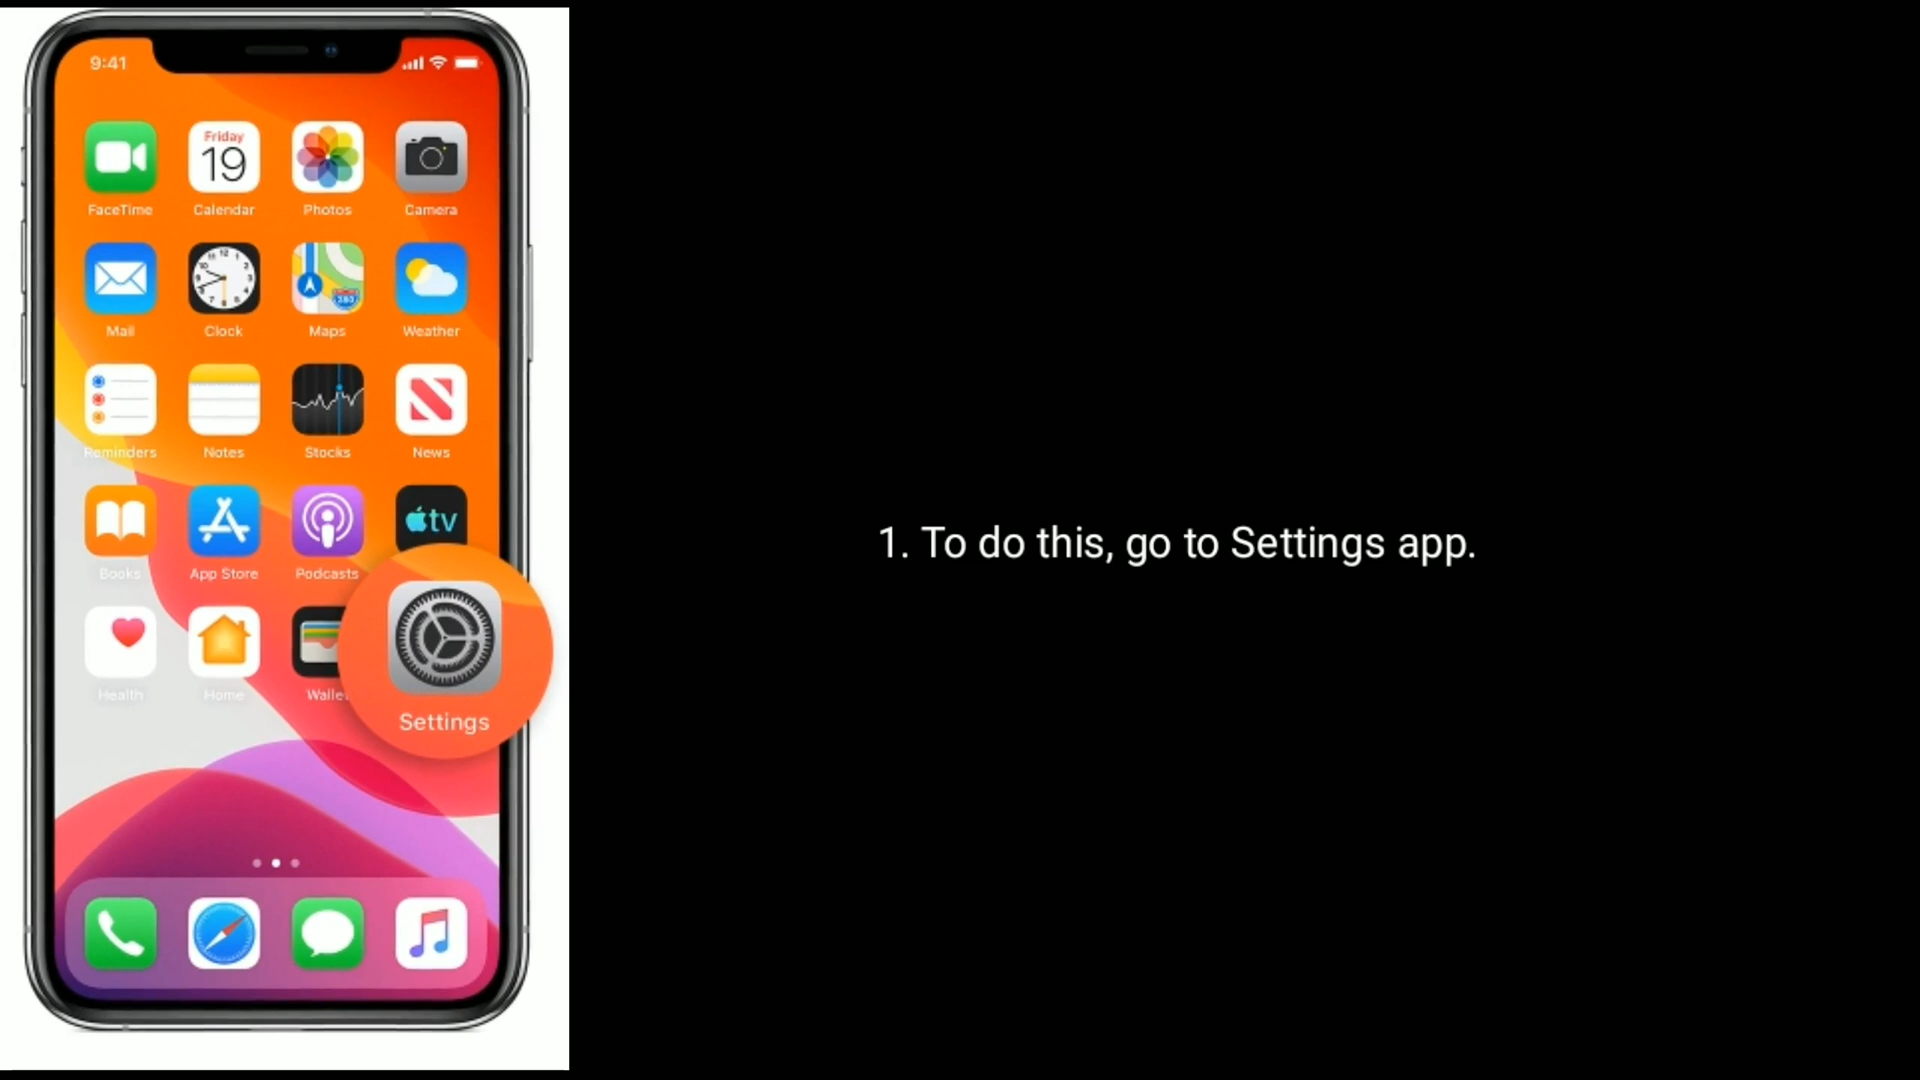 9:41
Friday
19
FaceTime
Calendar
Photos
Camera
Mail
Clock
Maps
Weather
Reminders
Notes
Stocks
News
tv
Books
App Store
Podcasts
Health
Home
Settings
1. To do this, go to Settings app.